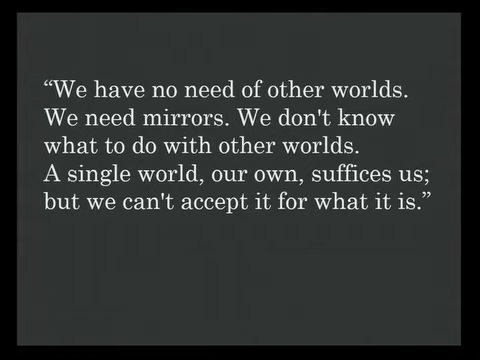 “We have no need of other worlds.
We need mirrors. We don't know
what to do with other worlds.
A single world, our own, suffices us;
but we can't accept it for what it is.”